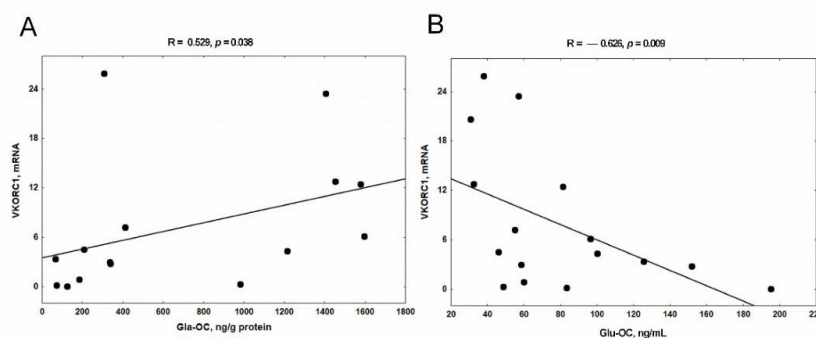 A
R = 0.529, p = 0.038
VKORC1, mRNA
24
18
12
6
0
0 200 400 600 800 1000 1200 1400 1600 1800
Gla-OC, ng/g protein
B
R = — 0.626, p = 0.009
VKORC1, mRNA
24
18
12
6
0
20 40 60 80 100 120 140 160 180 200 220
Glu-OC, ng/mL